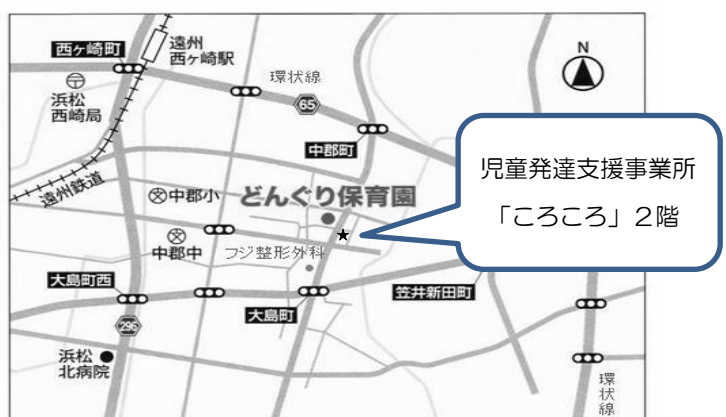 西ヶ崎町
遠州
西ヶ崎駅
N
環状線
65
浜松
西崎局
中郡町
児童発達支援事業所
「ころころ」２階
遠州鉄道
文中郡小
どんぐり保育園
文
中郡中
フジ整形外科
大島町西
大島町
笠井新田町
296
浜松
北病院
環
状
線